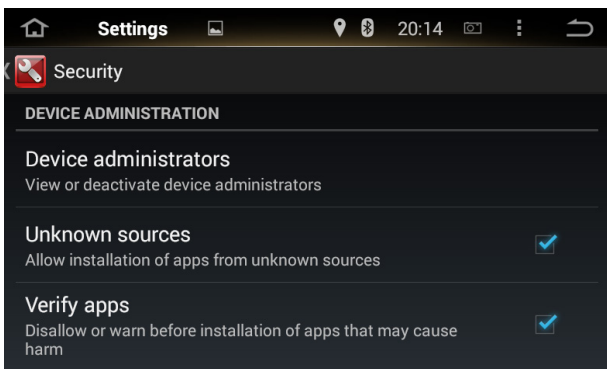 Settings 20:14
Security
DEVICE ADMINISTRATION
Device administrators
View or deactivate device administrators
Unknown sources
Allow installation of apps from unknown sources
Verify apps
Disallow or warn before installation of apps that may cause
harm